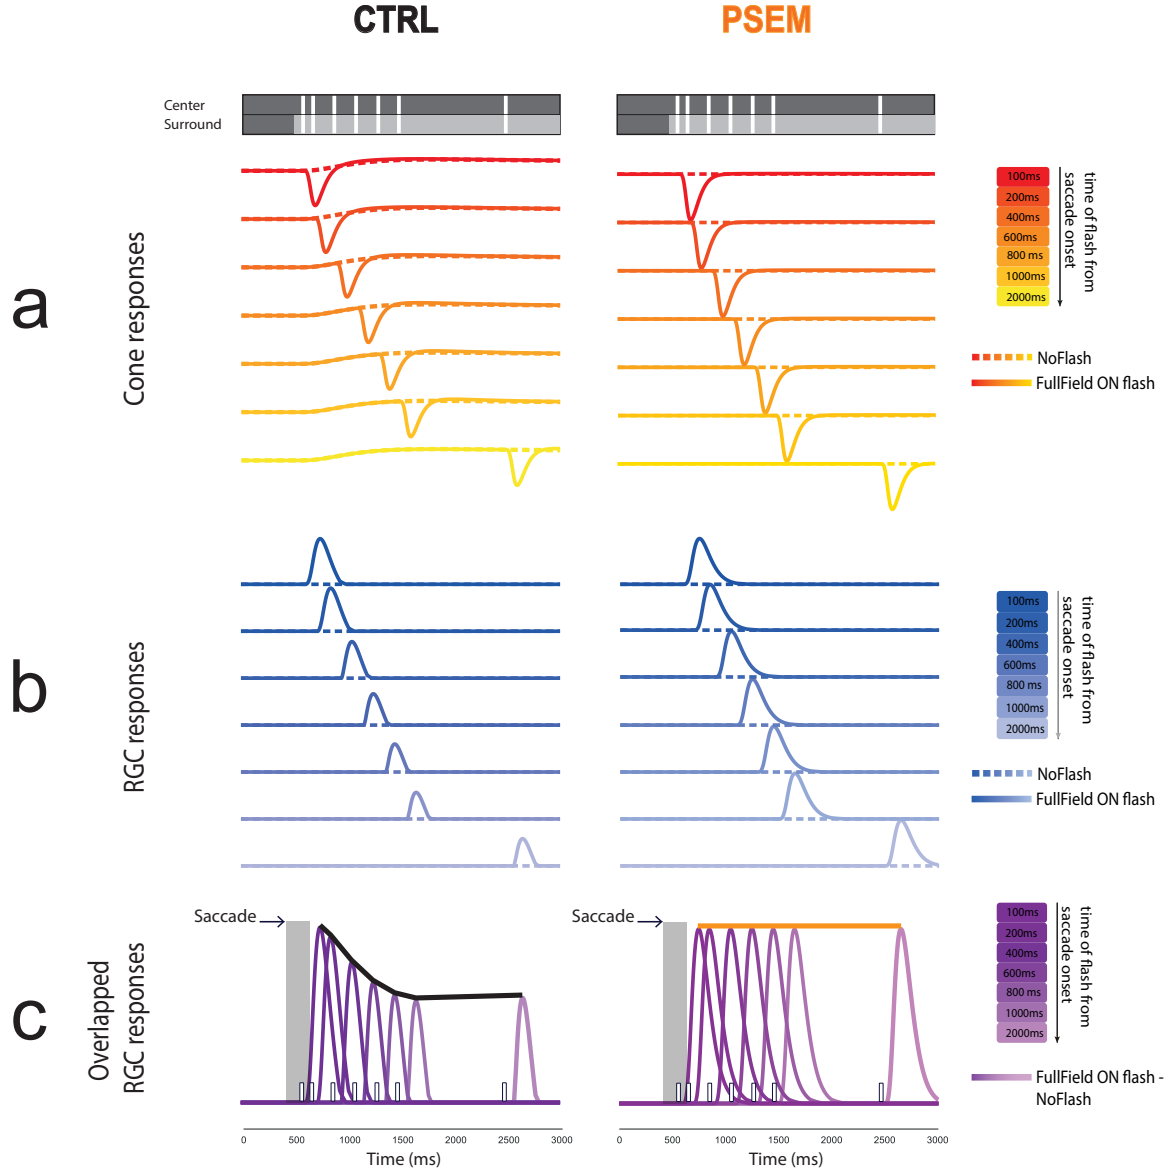 CTRL
PSEM
Center
Surround
a
Cone responses
100ms
200ms
400ms
600ms
800 ms
1000ms
2000ms
time of flash from
saccade onset
NoFlash
FullField ON flash
b
RGC responses
100ms
200ms
400ms
600ms
800 ms
1000ms
2000ms
time of flash from
saccade onset
NoFlash
FullField ON flash
c
Overlapped
RGC responses
Saccade
Saccade
100ms
200ms
400ms
600ms
800 ms
1000ms
2000ms
time of flash from
saccade onset
FullField ON flash -
NoFlash
0 500 1000 1500 2000 2500 3000
Time (ms)
0 500 1000 1500 2000 2500 3000
Time (ms)